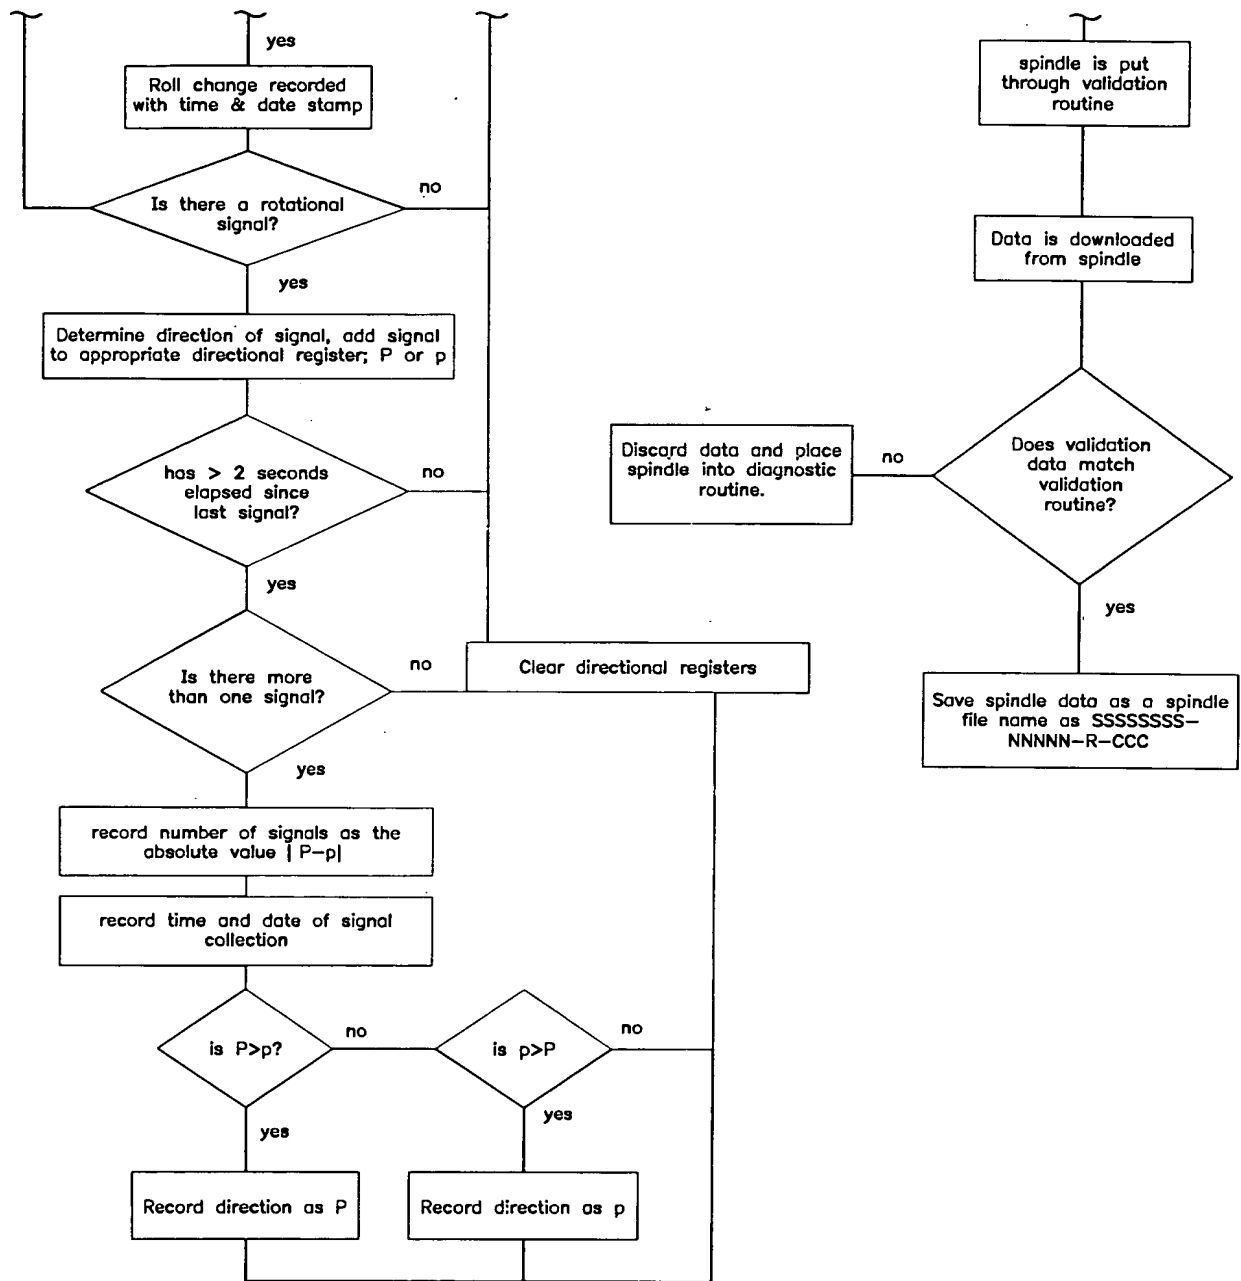 yes
Roll change recorded
with time & date stamp
Is there a rotational
signal?
no
yes
Determine direction of signal, add signal
to appropriate directional register; P or p
has > 2 seconds
elapsed since
last signal?
no
yes
Is there more
than one signal?
no
Clear directional registers
yes
record number of signals as the
absolute value |P-p|
record time and date of signal
collection
is P>p?
no
is p>P
no
yes
yes
Record direction as P
Record direction as p
spindle is put
through validation
routine
Data is downloaded
from spindle
Does validation
data match
validation
routine?
no
Discard data and place
spindle into diagnostic
routine.
yes
Save spindle data as a spindle
file name as SSSSSSSS-
NNNNN-R-CCC